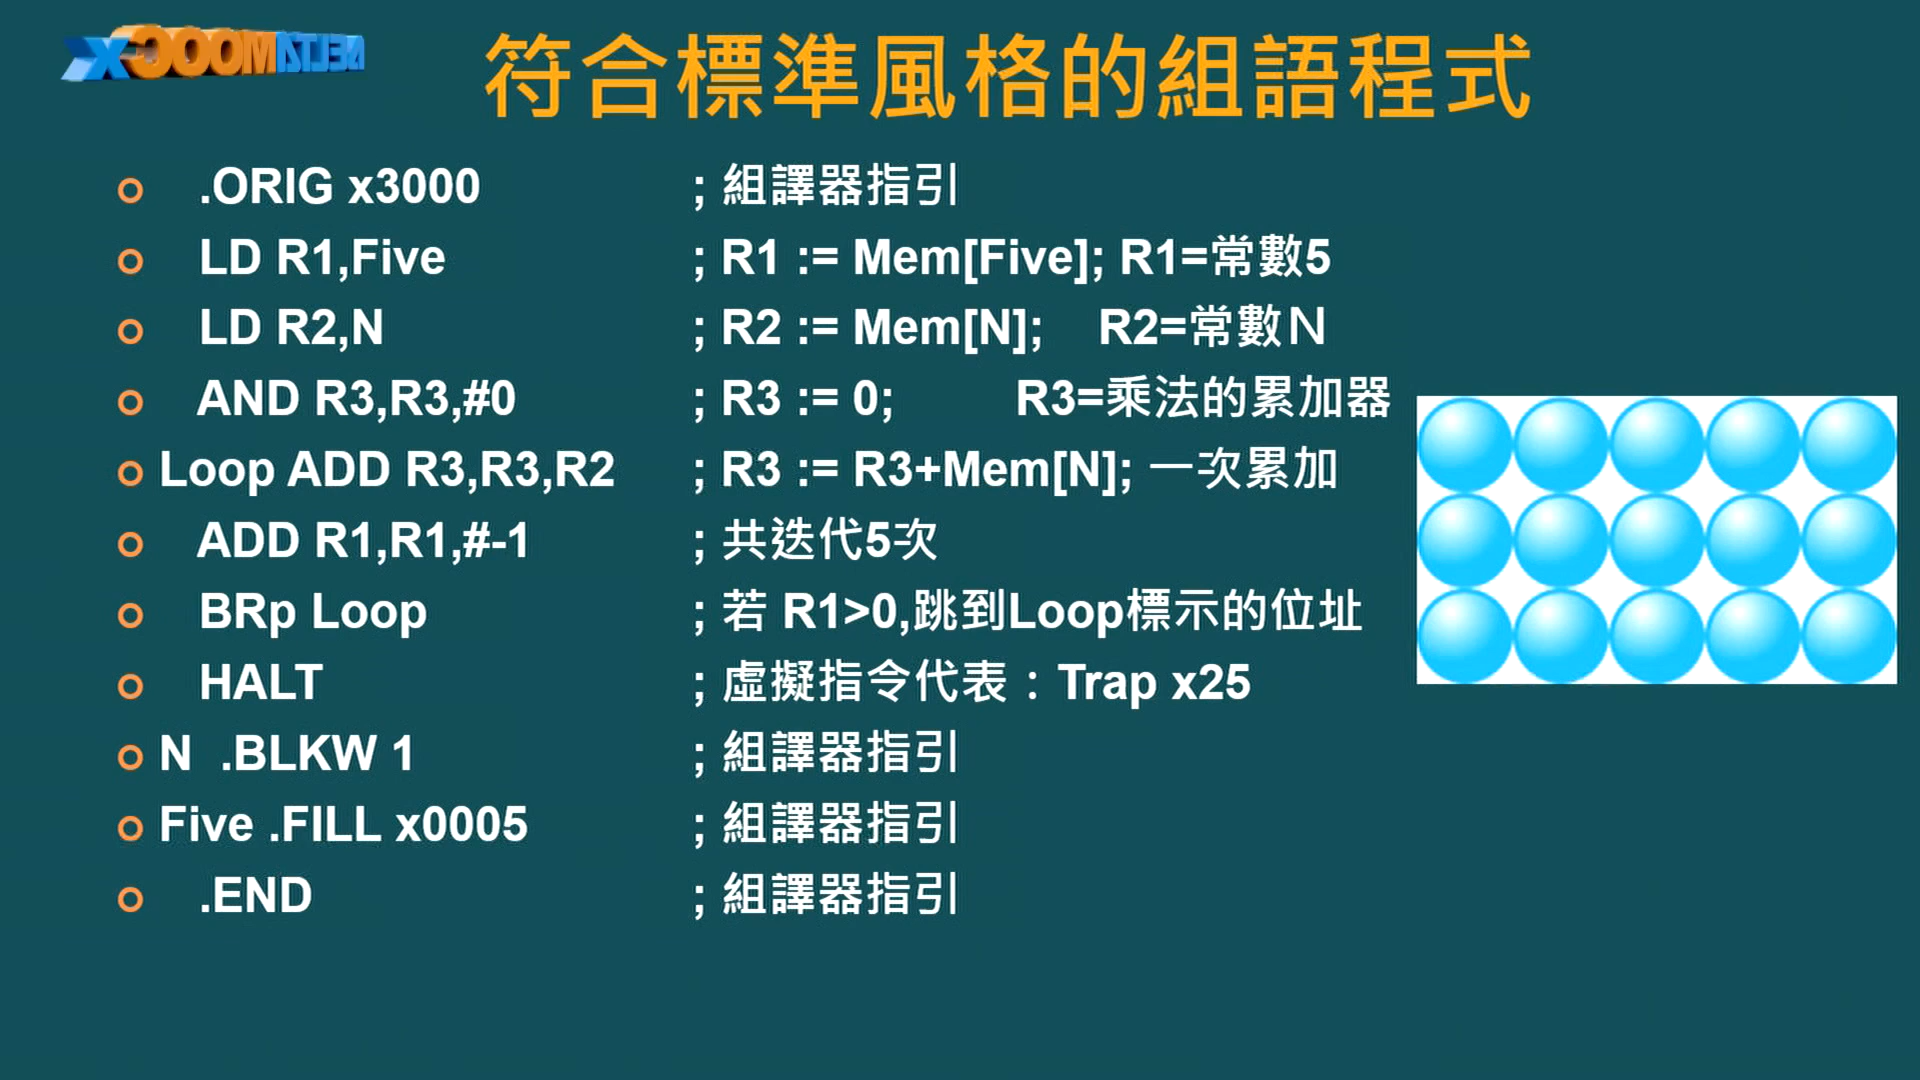 DELTAMOOCx
符合標準風格的組語程式
.ORIG x3000 ; 組譯器指引
LD R1,Five ; R1 := Mem[Five]; R1=常數5
LD R2,N ; R2 := Mem[N]; R2=常數Ｎ
AND R3,R3,#0 ; R3 := 0; R3=乘法的累加器
Loop ADD R3,R3,R2 ; R3 := R3+Mem[N]; 一次累加
ADD R1,R1,#-1 ; 共迭代5次
BRp Loop ; 若 R1>0,跳到Loop標示的位址
HALT ; 虛擬指令代表：Trap x25
N .BLKW 1 ; 組譯器指引
Five .FILL x0005 ; 組譯器指引
.END ; 組譯器指引